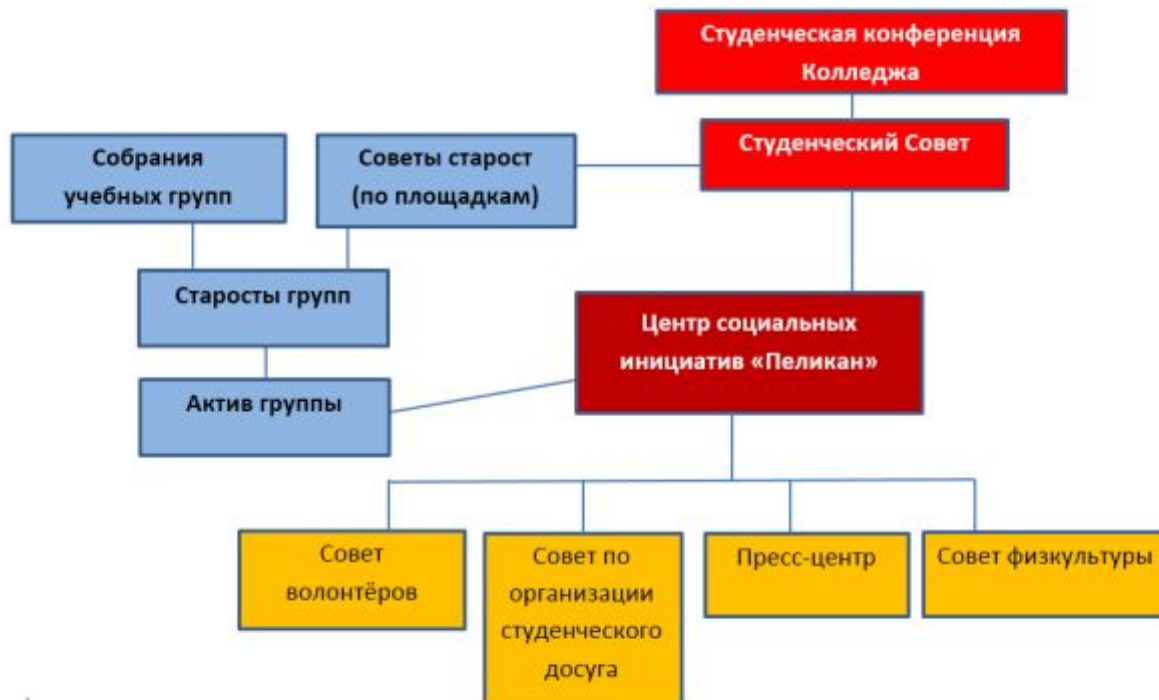 Студенческая конференция
Колледжа
Студенческий Совет
Собрания
учебных групп
Советы старост
(по площадкам)
Старосты групп
Актив группы
Центр социальных
инициатив «Пеликан»
Совет
волонтёров
Совет по
организации
студенческого
досуга
Пресс-центр
Совет физкультуры